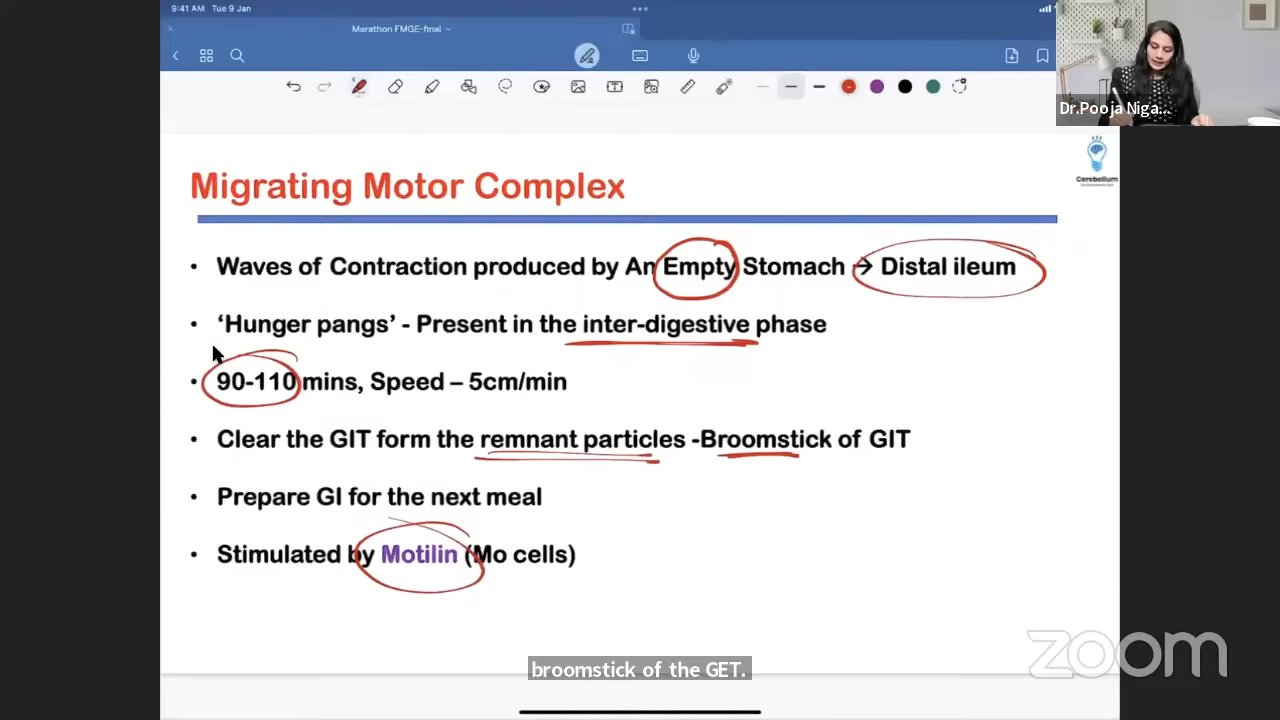 9:41 AM Tue 9 Jan
Marathon FMGE-final
Dr.Pooja Niga...
Cerebellum
Migrating Motor Complex
• Waves of Contraction produced by An Empty Stomach → Distal ileum
• ‘Hunger pangs’ - Present in the inter-digestive phase
• 90-110 mins, Speed – 5cm/min
• Clear the GIT form the remnant particles -Broomstick of GIT
• Prepare GI for the next meal
• Stimulated by Motilin (Mo cells)
zoom
broomstick of the GET.